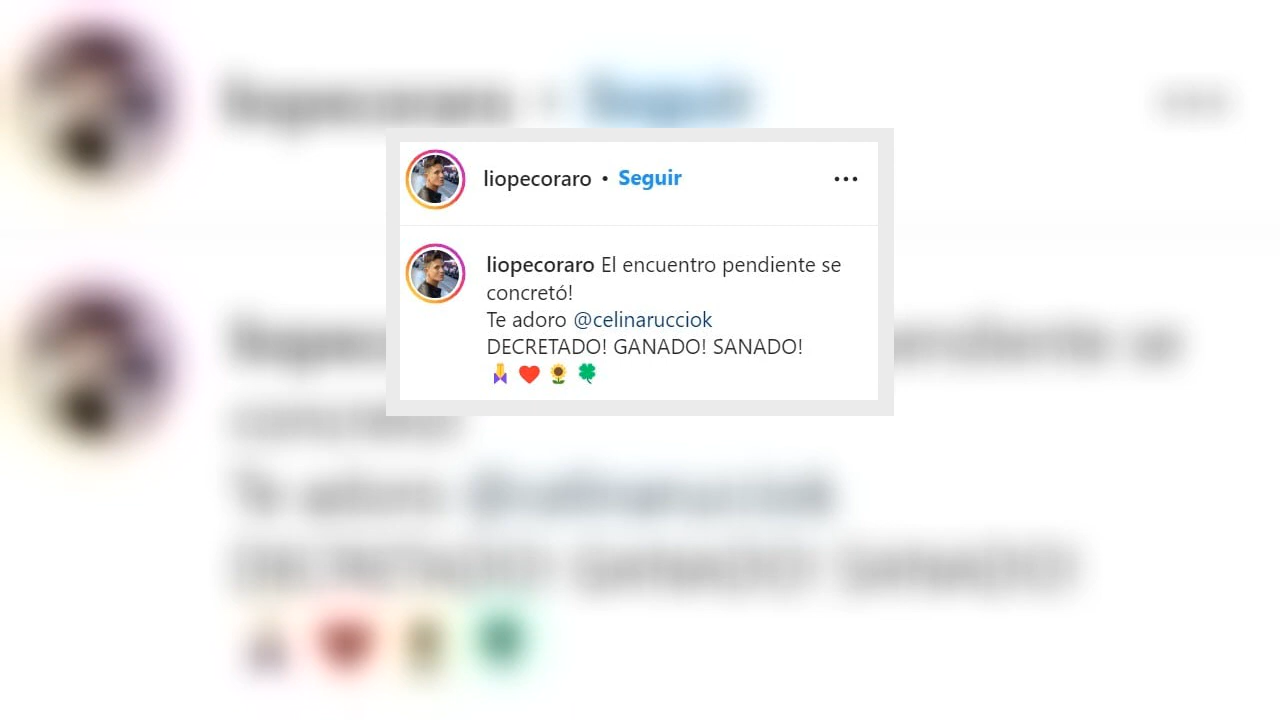 liopecoraro • Seguir
liopecoraro El encuentro pendiente se
concretó!
Te adoro @celinarucciok
DECRETADO! GANADO! SANADO!
🙏❤️🌻🍀